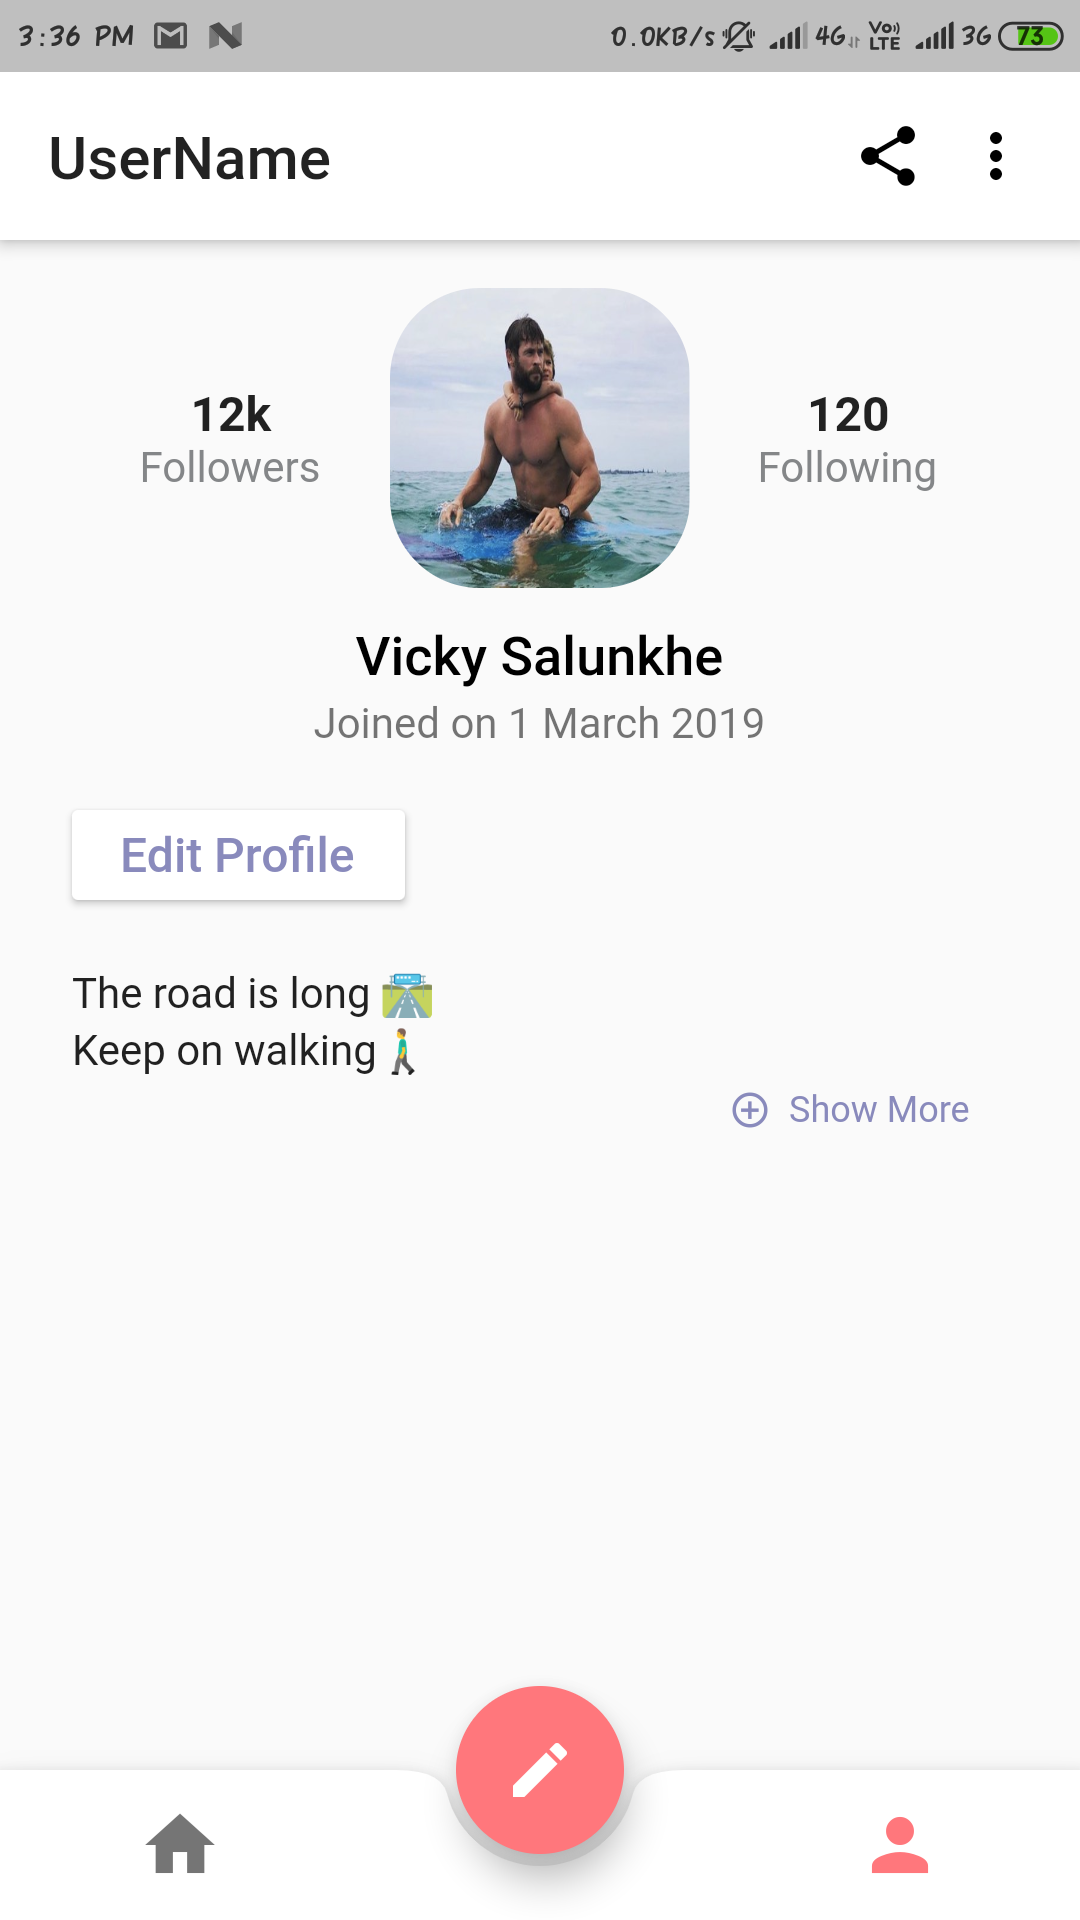 3:36 PM 0.0KB/s 4G Vo)) LTE 3G 73
UserName
12k
Followers
120
Following
Vicky Salunkhe
Joined on 1 March 2019
Edit Profile
The road is long 🛣️
Keep on walking🚶‍♂️
Show More